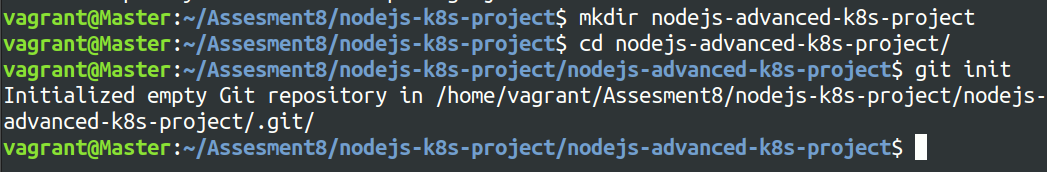 vagrant@Master:~/Assesment8/nodejs-k8s-project$ mkdir nodejs-advanced-k8s-project
vagrant@Master:~/Assesment8/nodejs-k8s-project$ cd nodejs-advanced-k8s-project/
vagrant@Master:~/Assesment8/nodejs-k8s-project/nodejs-advanced-k8s-project$ git init
Initialized empty Git repository in /home/vagrant/Assesment8/nodejs-k8s-project/nodejs-
advanced-k8s-project/.git/
vagrant@Master:~/Assesment8/nodejs-k8s-project/nodejs-advanced-k8s-project$